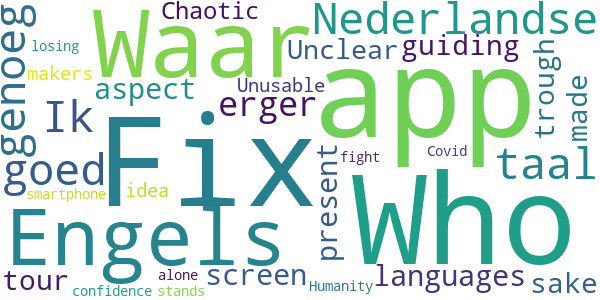 Chaotic
Nederlandse
losing
Waar
Unclear
guiding
makers
Unusable
genoeg
aspect
app
trough
made
Ik
erger
Fix
goed
present
fight
Covid
taal
Who
smartphone
idea
Engels
alone
screen
languages
tour
Humanity
sake
confidence
stands